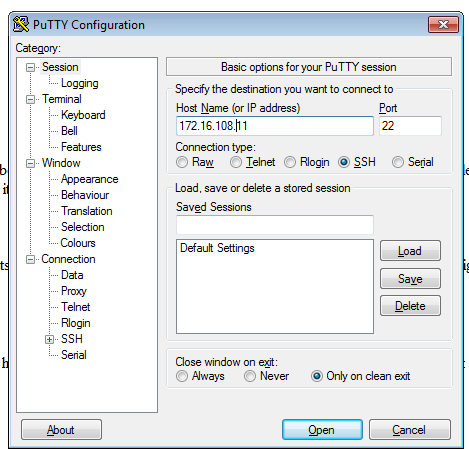 PuTTY Configuration
Category:
Session
Logging
Terminal
Keyboard
Bell
Features
Window
Appearance
Behaviour
Translation
Selection
Colours
Connection
Data
Proxy
Telnet
Rlogin
SSH
Serial
Basic options for your PuTTY session
Specify the destination you want to connect to
Host Name (or IP address) Port
172.16.108.11 22
Connection type:
Raw Telnet Rlogin SSH Serial
Load, save or delete a stored session
Saved Sessions
Default Settings
Load
Save
Delete
Close window on exit:
Always Never Only on clean exit
About Open Cancel